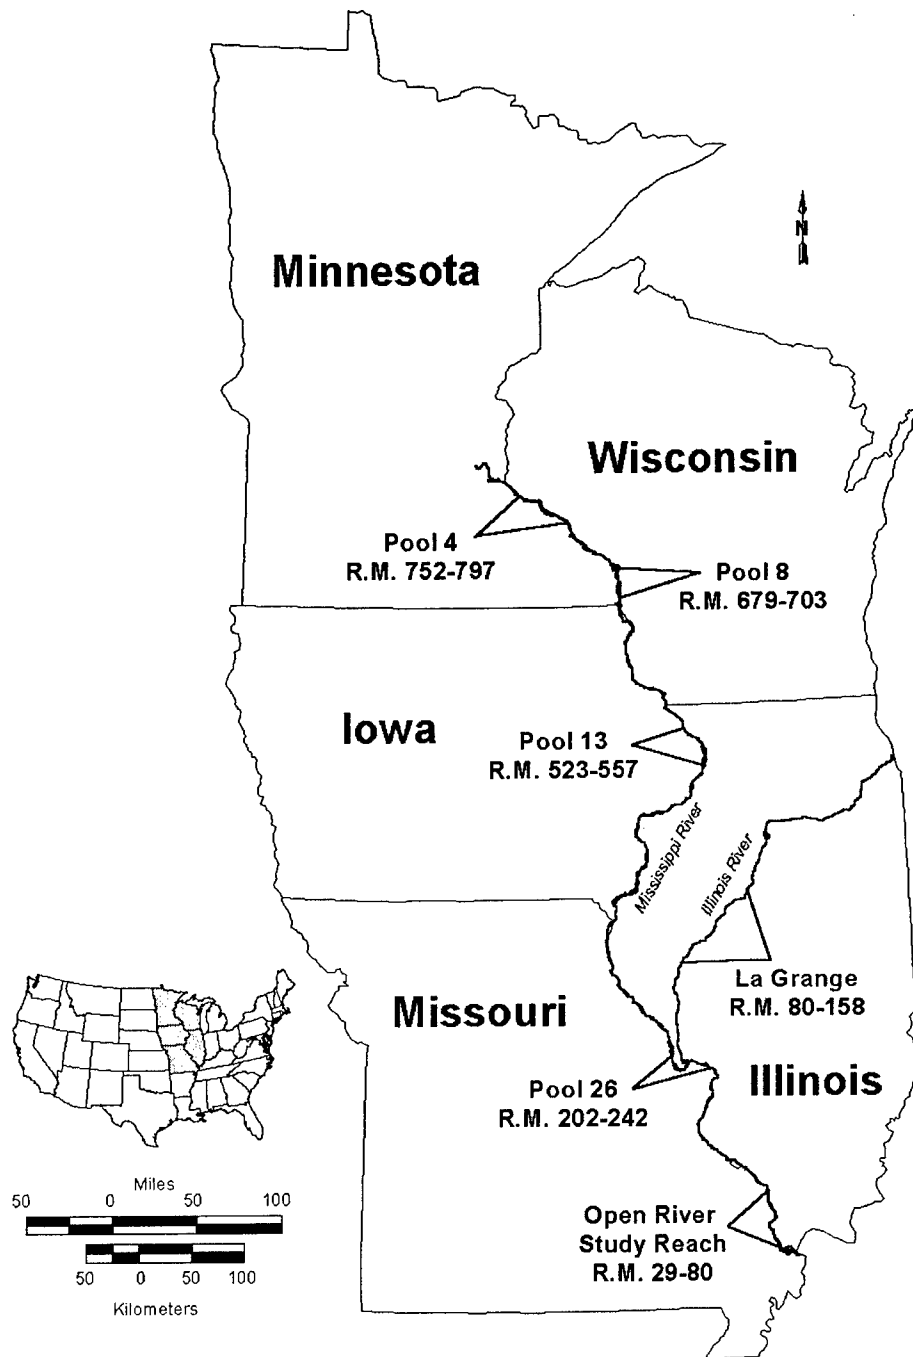 N
Minnesota
Wisconsin
Pool 4
R.M. 752-797
Pool 8
R.M. 679-703
Iowa
Pool 13
R.M. 523-557
Mississippi River
Illinois River
La Grange
R.M. 80-158
Missouri
Illinois
Pool 26
R.M. 202-242
Open River
Study Reach
R.M. 29-80
Miles
50 0 50 100
50 0 50 100
Kilometers